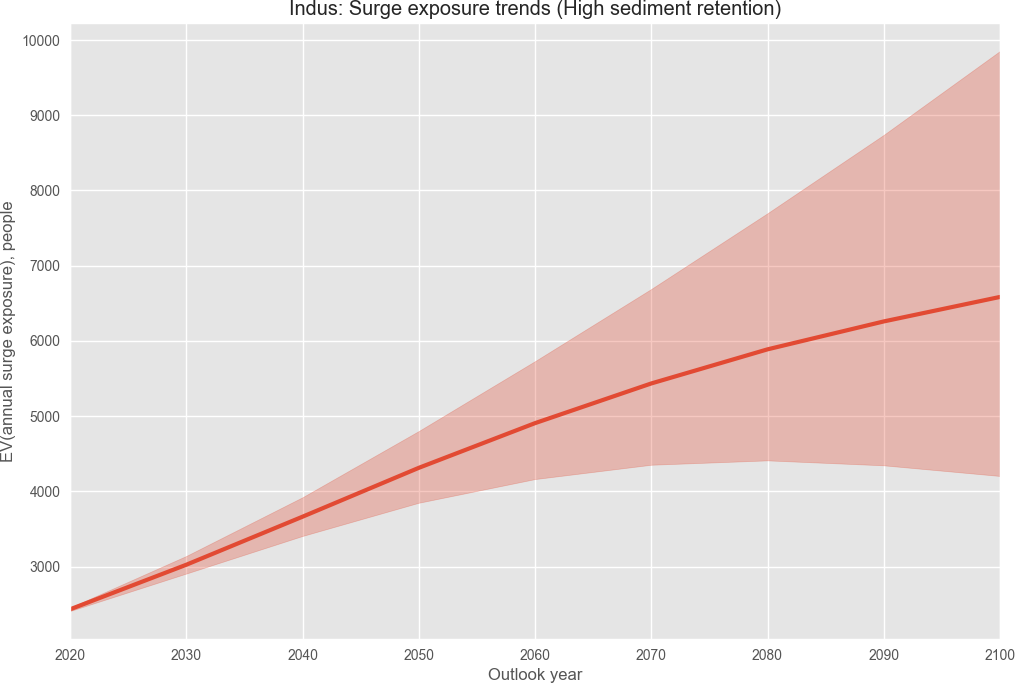 Indus: Surge exposure trends (High sediment retention)
10000
9000
8000
7000
6000
5000
4000
3000
EV(annual surge exposure), people
2020 2030 2040 2050 2060 2070 2080 2090 2100
Outlook year